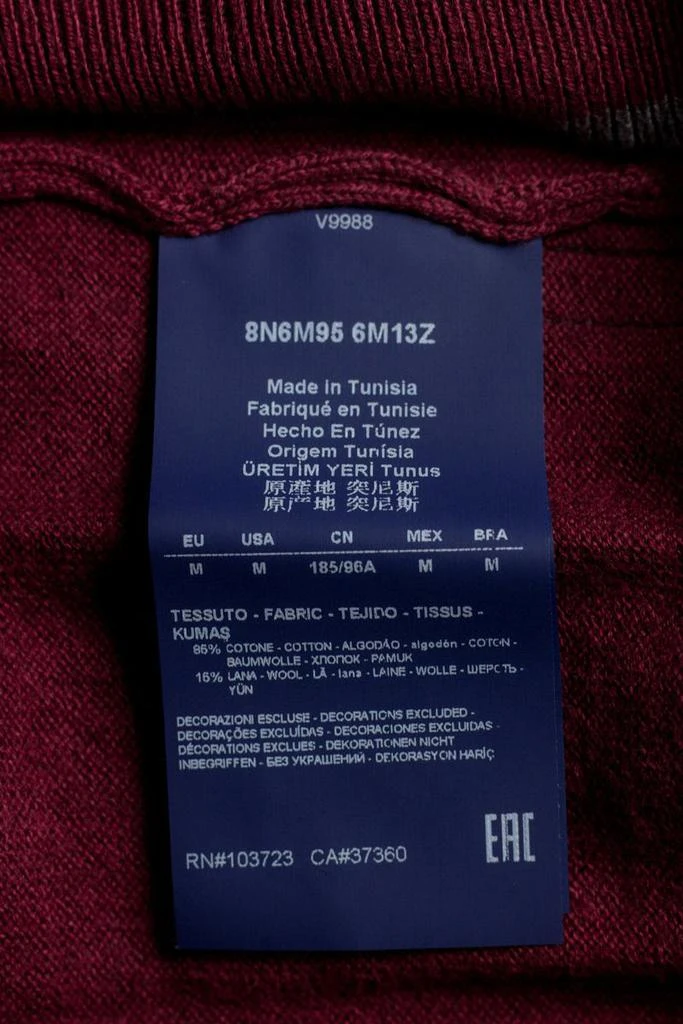 V9988
8N6M95 6M13Z
Made in Tunisia
Fabriqué en Tunisie
Hecho En Túnez
Origem Turísia
ÜRETİM YERİ Tunus
原產地 突尼斯
原产地 突尼斯
EU USA CN MEX BRA
M M 185/96A M M
TESSUTO - FABRIC - TEJIDO - TISSUS -
KUMAŞ
85% COTONE - COTTON - ALGODÃO - algodón - COTON -
BAUMWOLLE - ХЛОПОК - PAMUK
15% LANA - WOOL - LÃ - lana - LAINE - WOLLE - ШЕРСТЬ -
YÜN
DECORAZIONI ESCLUSE - DECORATIONS EXCLUDED -
DECORAÇÕES EXCLUÍDAS - DECORACIONES EXCLUIDAS -
DÉCORATIONS EXCLUES - DEKORATIONEN NICHT
INBEGRIFFEN - БЕЗ УКРАШЕНИЙ - DEKORASYON HARİÇ
RN#103723 CA#37360
EAC